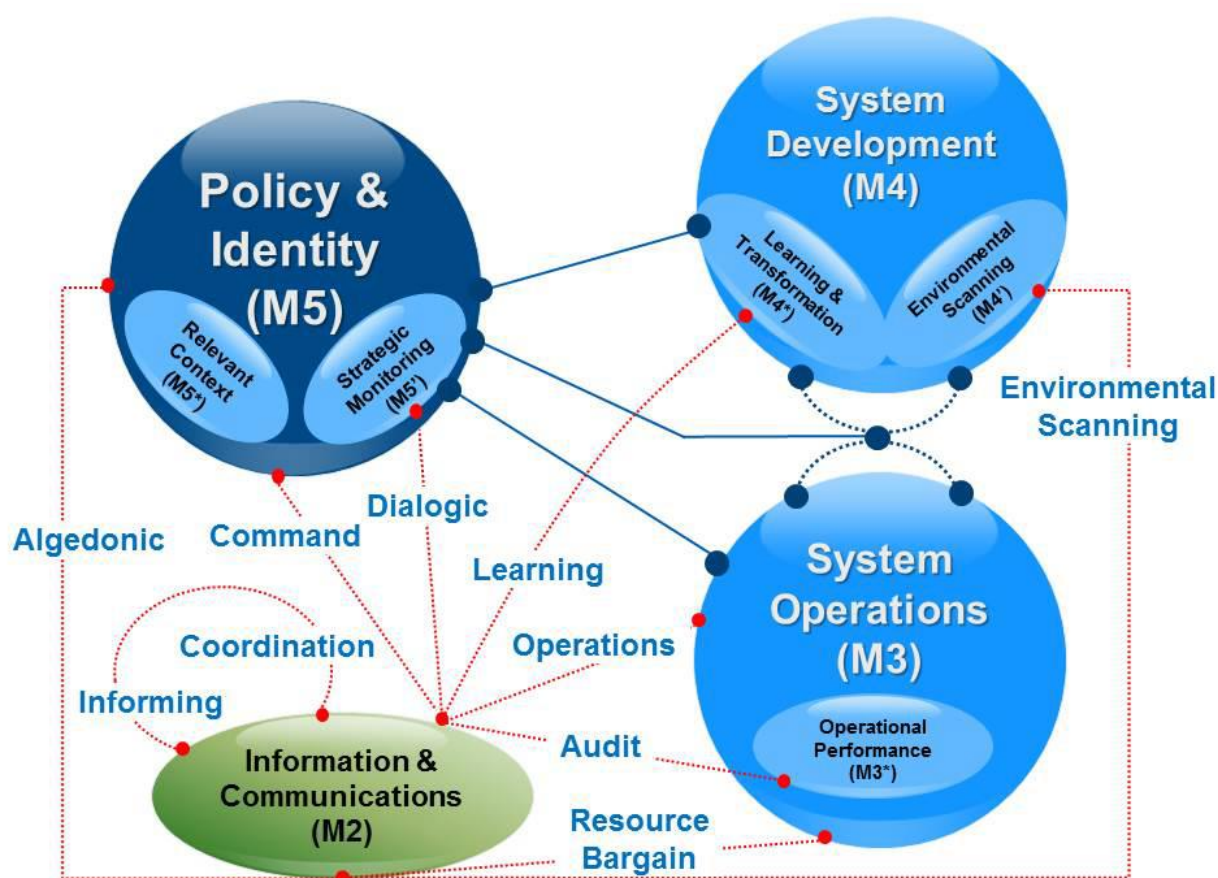 Policy &
Identity
(M5)
Relevant
Context
(M5*)
Strategic
Monitoring
(M5')
System
Development
(M4)
Learning &
Transformation
(M4*)
Environmental
Scanning
(M4')
Environmental
Scanning
Algedonic
Command
Dialogic
Learning
Coordination
Informing
Operations
Audit
Resource
Bargain
System
Operations
(M3)
Operational
Performance
(M3*)
Information &
Communications
(M2)